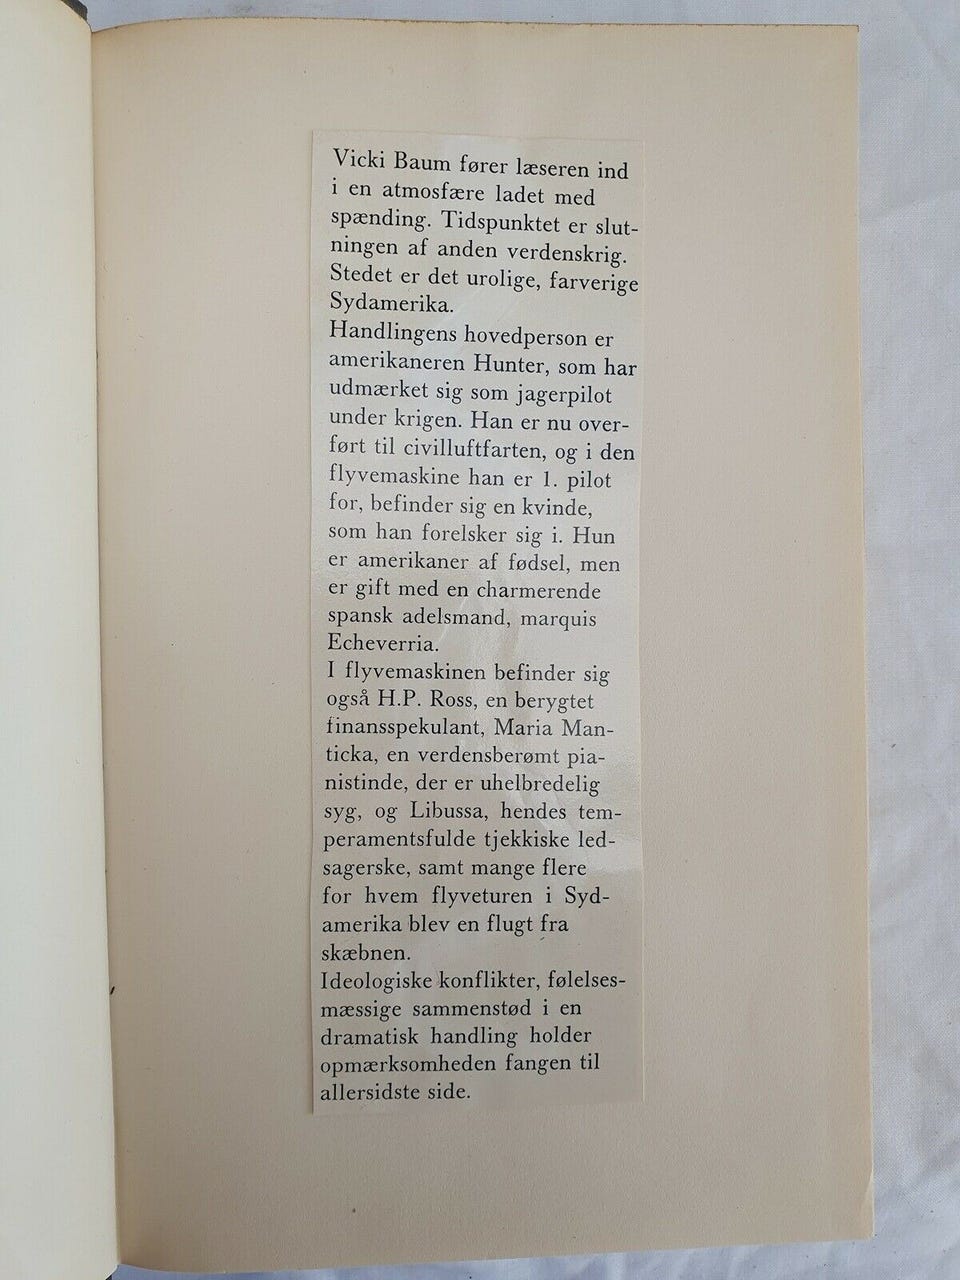 Vicki Baum fører læseren ind
i en atmosfære ladet med
spænding. Tidspunktet er slut-
ningen af anden verdenskrig.
Stedet er det urolige, farverige
Sydamerika.
Handlingens hovedperson er
amerikaneren Hunter, som har
udmærket sig som jagerpilot
under krigen. Han er nu over-
ført til civilluftfarten, og i den
flyvemaskine han er 1. pilot
for, befinder sig en kvinde,
som han forelsker sig i. Hun
er amerikaner af fødsel, men
er gift med en charmerende
spansk adelsmand, marquis
Echeverria.
I flyvemaskinen befinder sig
også H.P. Ross, en berygtet
finansspekulant, Maria Man-
ticka, en verdensberømt pia-
nistinde, der er uhelbredelig
syg, og Libussa, hendes tem-
peramentsfulde tjekkiske led-
sagerske, samt mange flere
for hvem flyveturen i Syd-
amerika blev en flugt fra
skæbnen.
Ideologiske konflikter, følelses-
mæssige sammenstød i en
dramatisk handling holder
opmærksomheden fangen til
allersidste side.